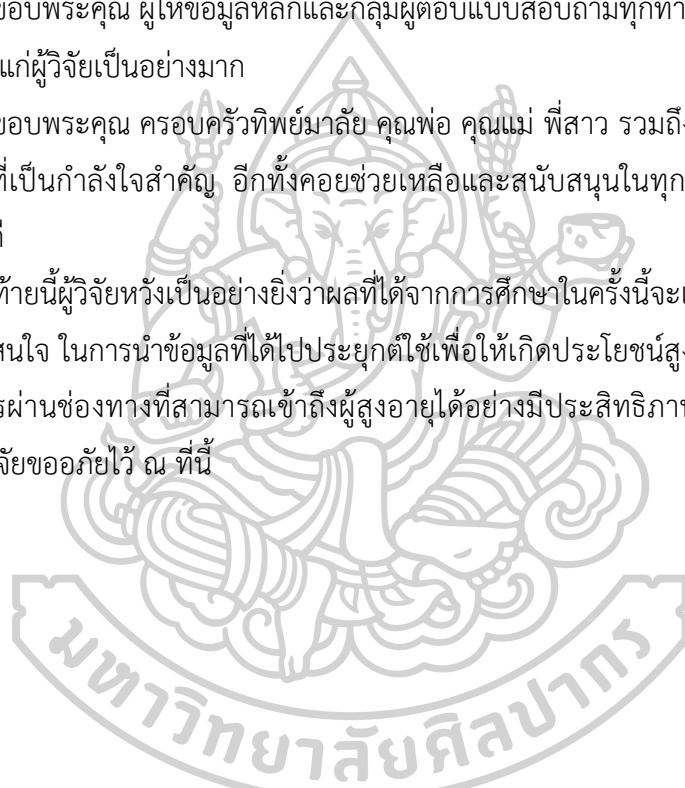 ขอบพระคุณ ผู้ให้ข้อมูลหลักและกลุ่มผู้ตอบแบบสอบถามทุกท่า
แก่ผู้วิจัยเป็นอย่างมาก
ขอบพระคุณ ครอบครัวทิพย์มาลัย คุณพ่อ คุณแม่ พี่สาว รวมถึง
ที่เป็นกำลังใจสำคัญ อีกทั้งคอยช่วยเหลือและสนับสนุนในทุก
ท้ายนี้ผู้วิจัยหวังเป็นอย่างยิ่งว่าผลที่ได้จากการศึกษาในครั้งนี้จะเ
สนใจ ในการนำข้อมูลที่ได้ไปประยุกต์ใช้เพื่อให้เกิดประโยชน์สูง
รผ่านช่องทางที่สามารถเข้าถึงผู้สูงอายุได้อย่างมีประสิทธิภาพ
จัยขออภัยไว้ ณ ที่นี้
มหาวิทยาลัยศิลปากร